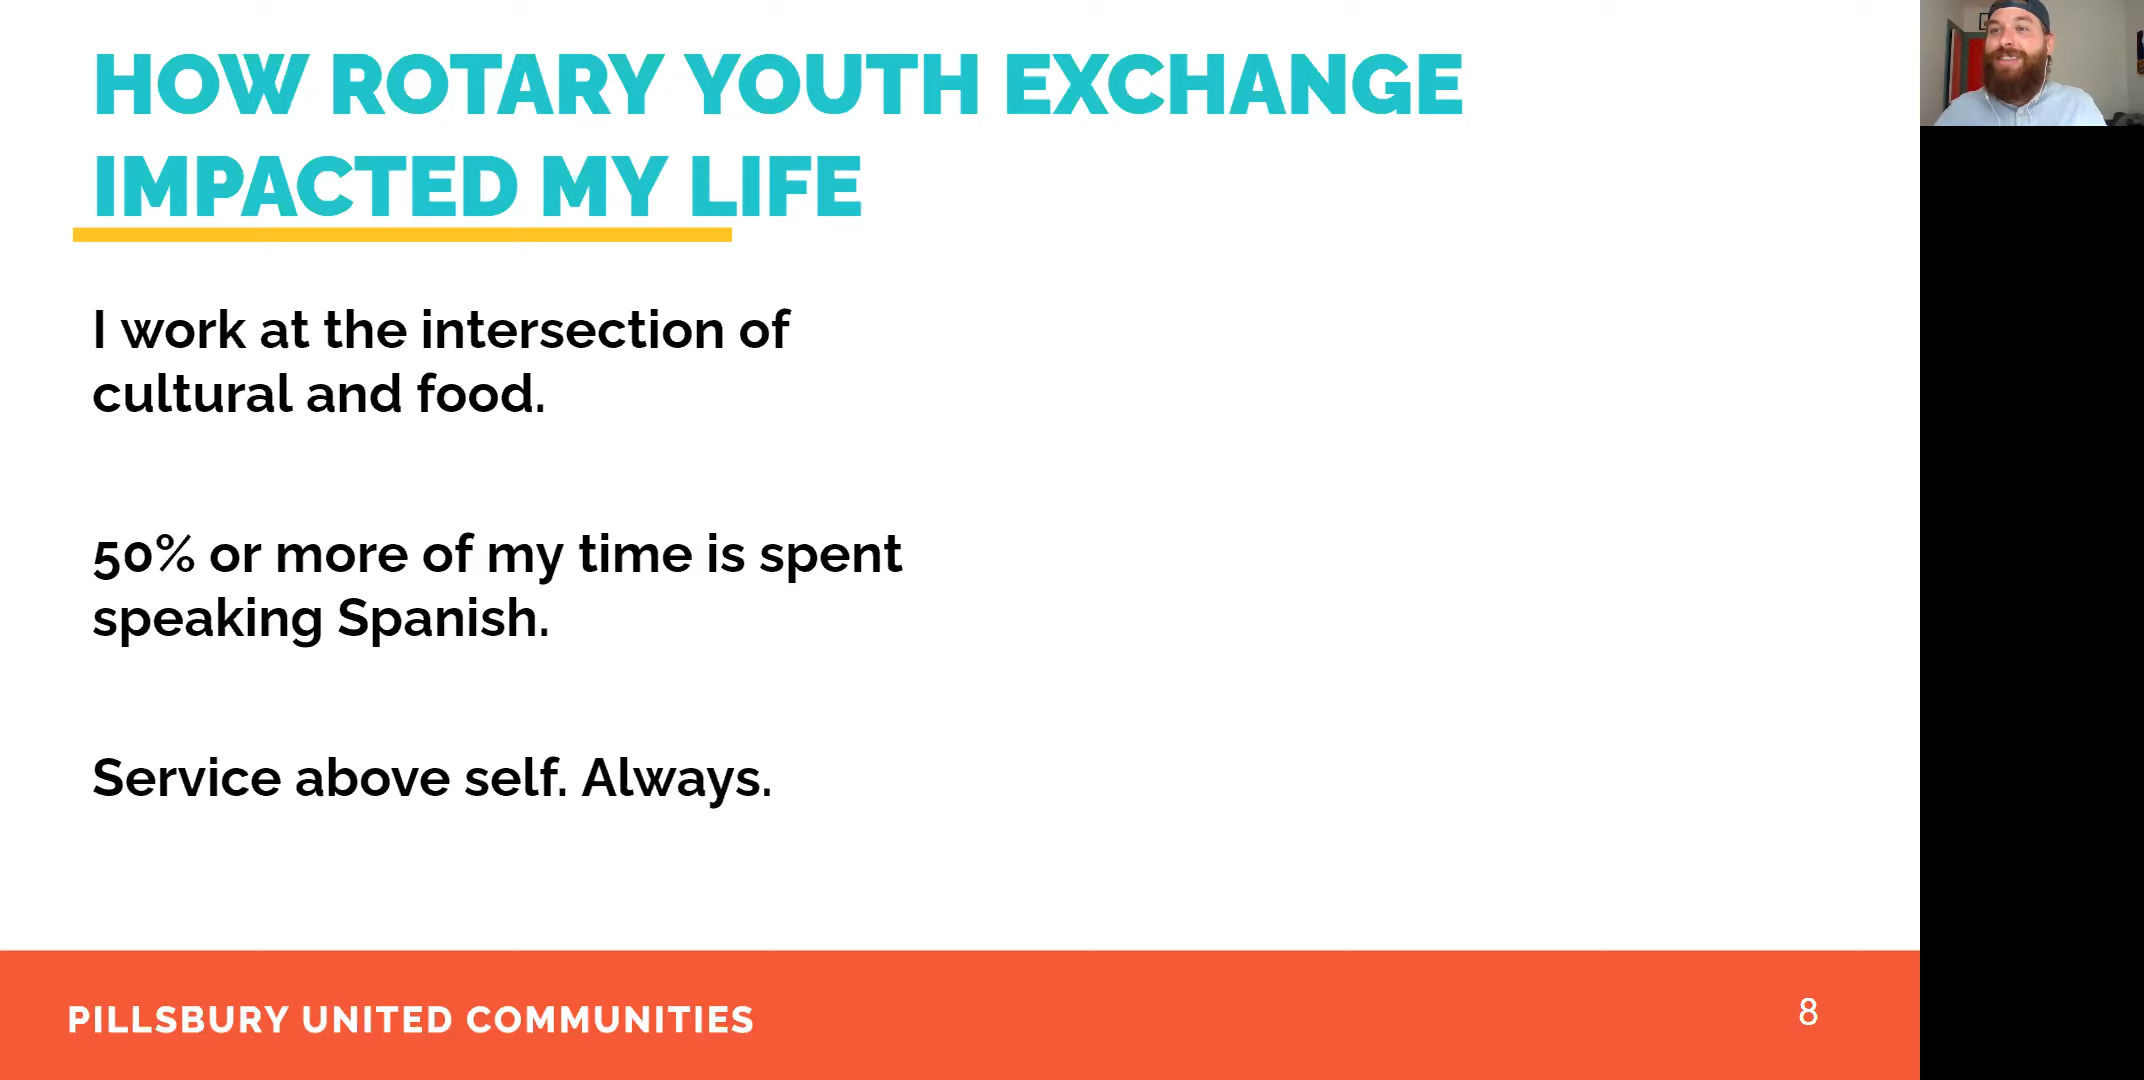 HOW ROTARY YOUTH EXCHANGE
IMPACTED MY LIFE
I work at the intersection of
cultural and food.
50% or more of my time is spent
speaking Spanish.
Service above self. Always.
PILLSBURY UNITED COMMUNITIES
8